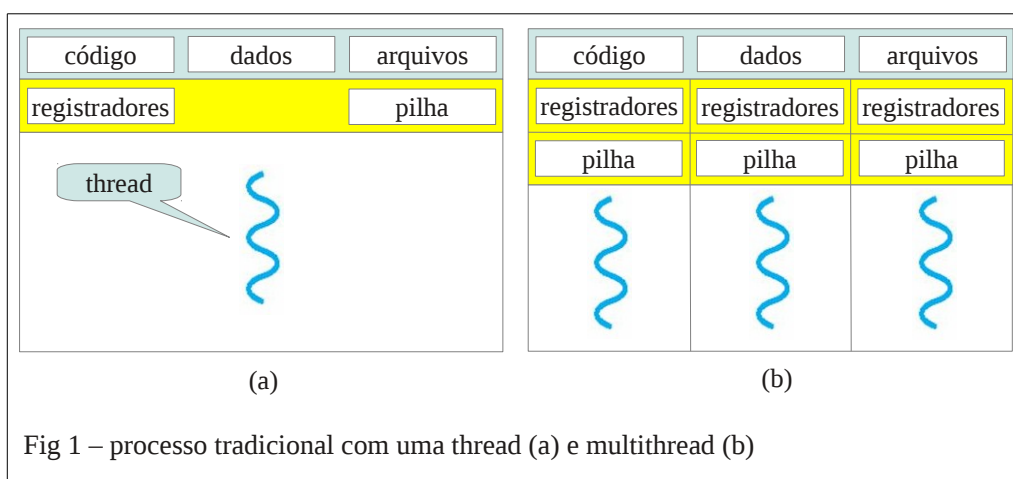 código dados arquivos
registradores pilha
thread
(a)
código dados arquivos
registradores registradores registradores
pilha pilha pilha
(b)
Fig 1 – processo tradicional com uma thread (a) e multithread (b)